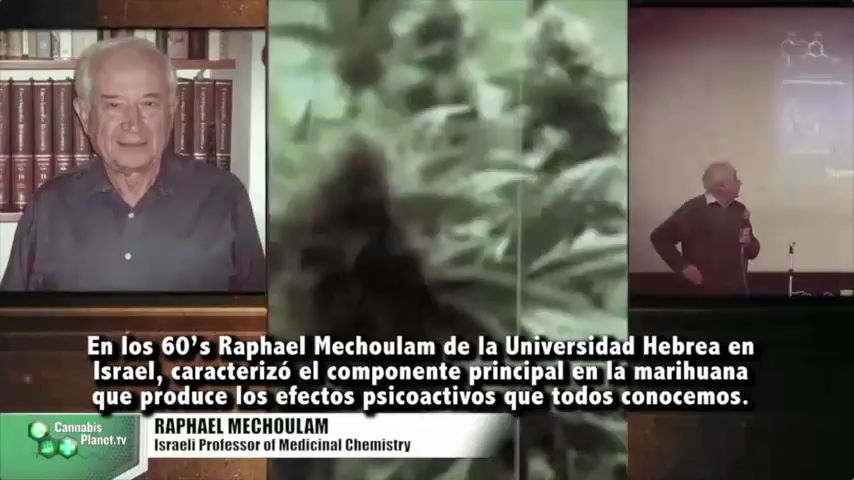 En los 60's Raphael Mechoulam de la Universidad Hebrea en
Israel, caracterizó el componente principal en la marihuana
que produce los efectos psicoactivos que todos conocemos.
Cannabis
Planet.tv
RAPHAEL MECHOULAM
Israeli Professor of Medicinal Chemistry